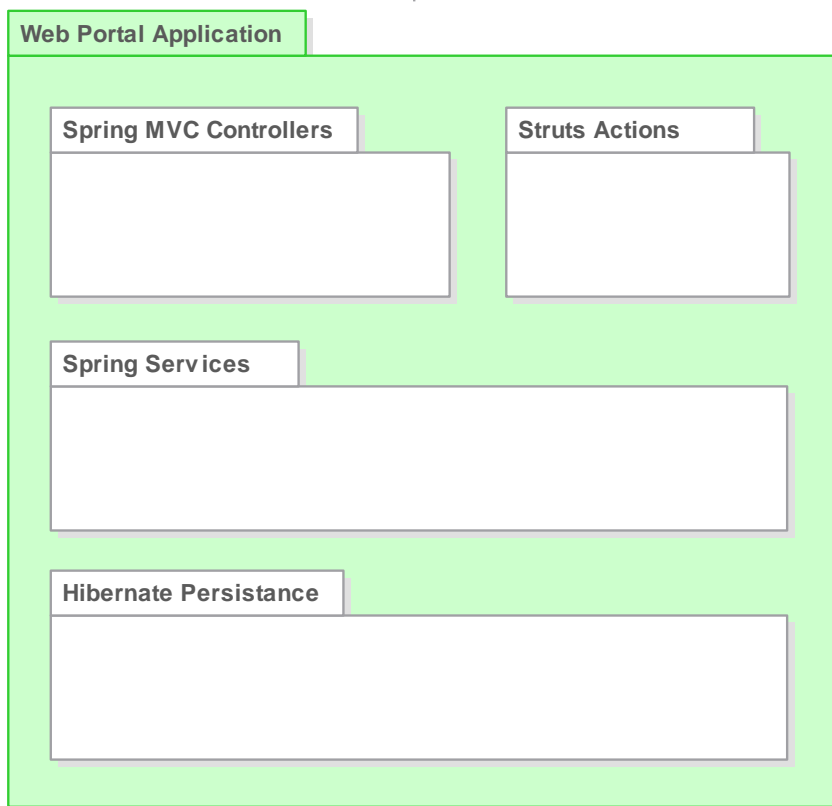 Web Portal Application
Spring MVC Controllers
Struts Actions
Spring Services
Hibernate Persistance